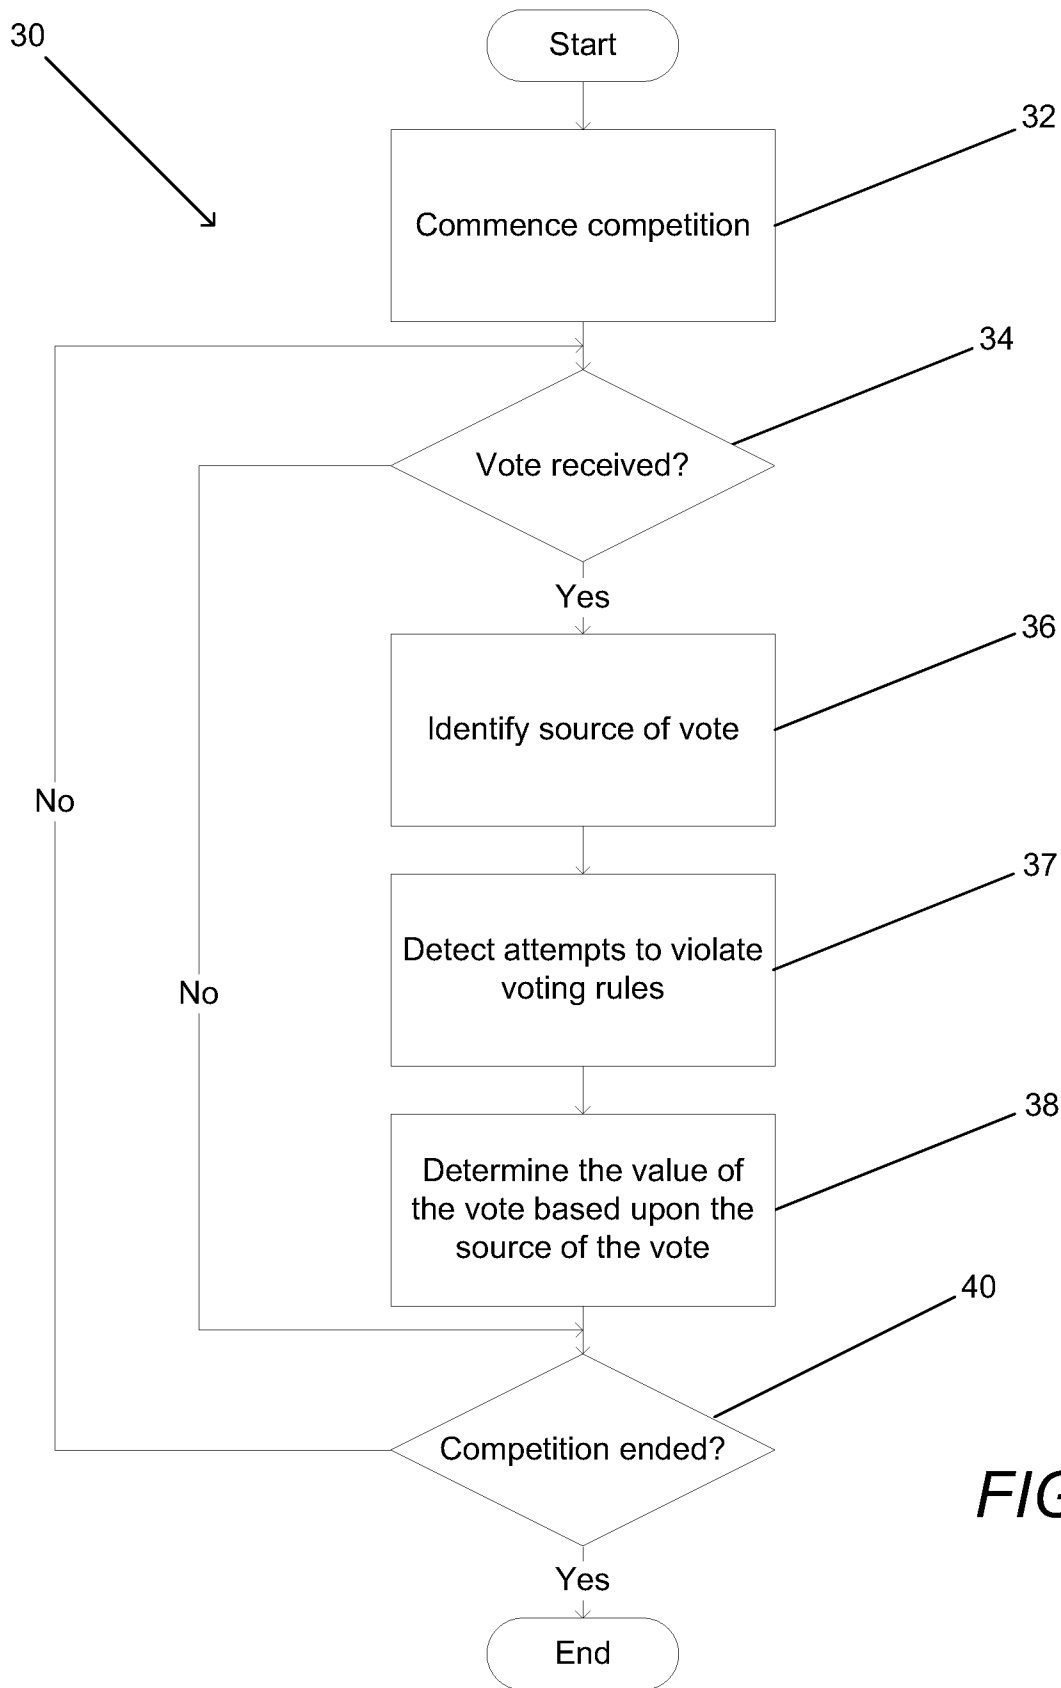 30
Start
32
Commence competition
34
Vote received?
Yes
36
Identify source of vote
No
37
Detect attempts to violate
voting rules
No
38
Determine the value of
the vote based upon the
source of the vote
40
Competition ended?
Yes
End